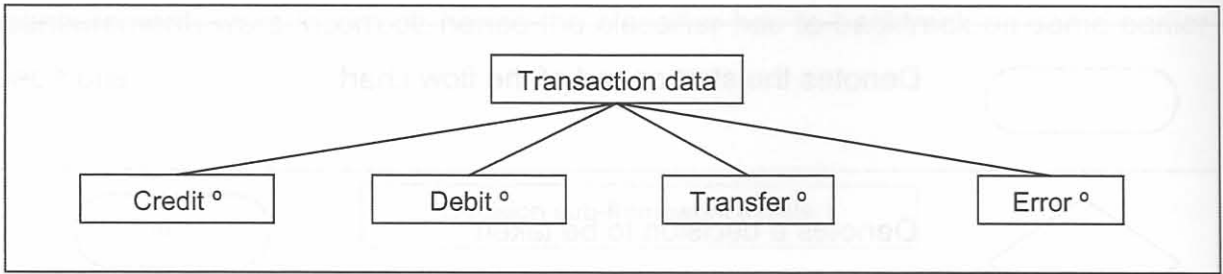 Transaction data
Credit º
Debit º
Transfer º
Error º